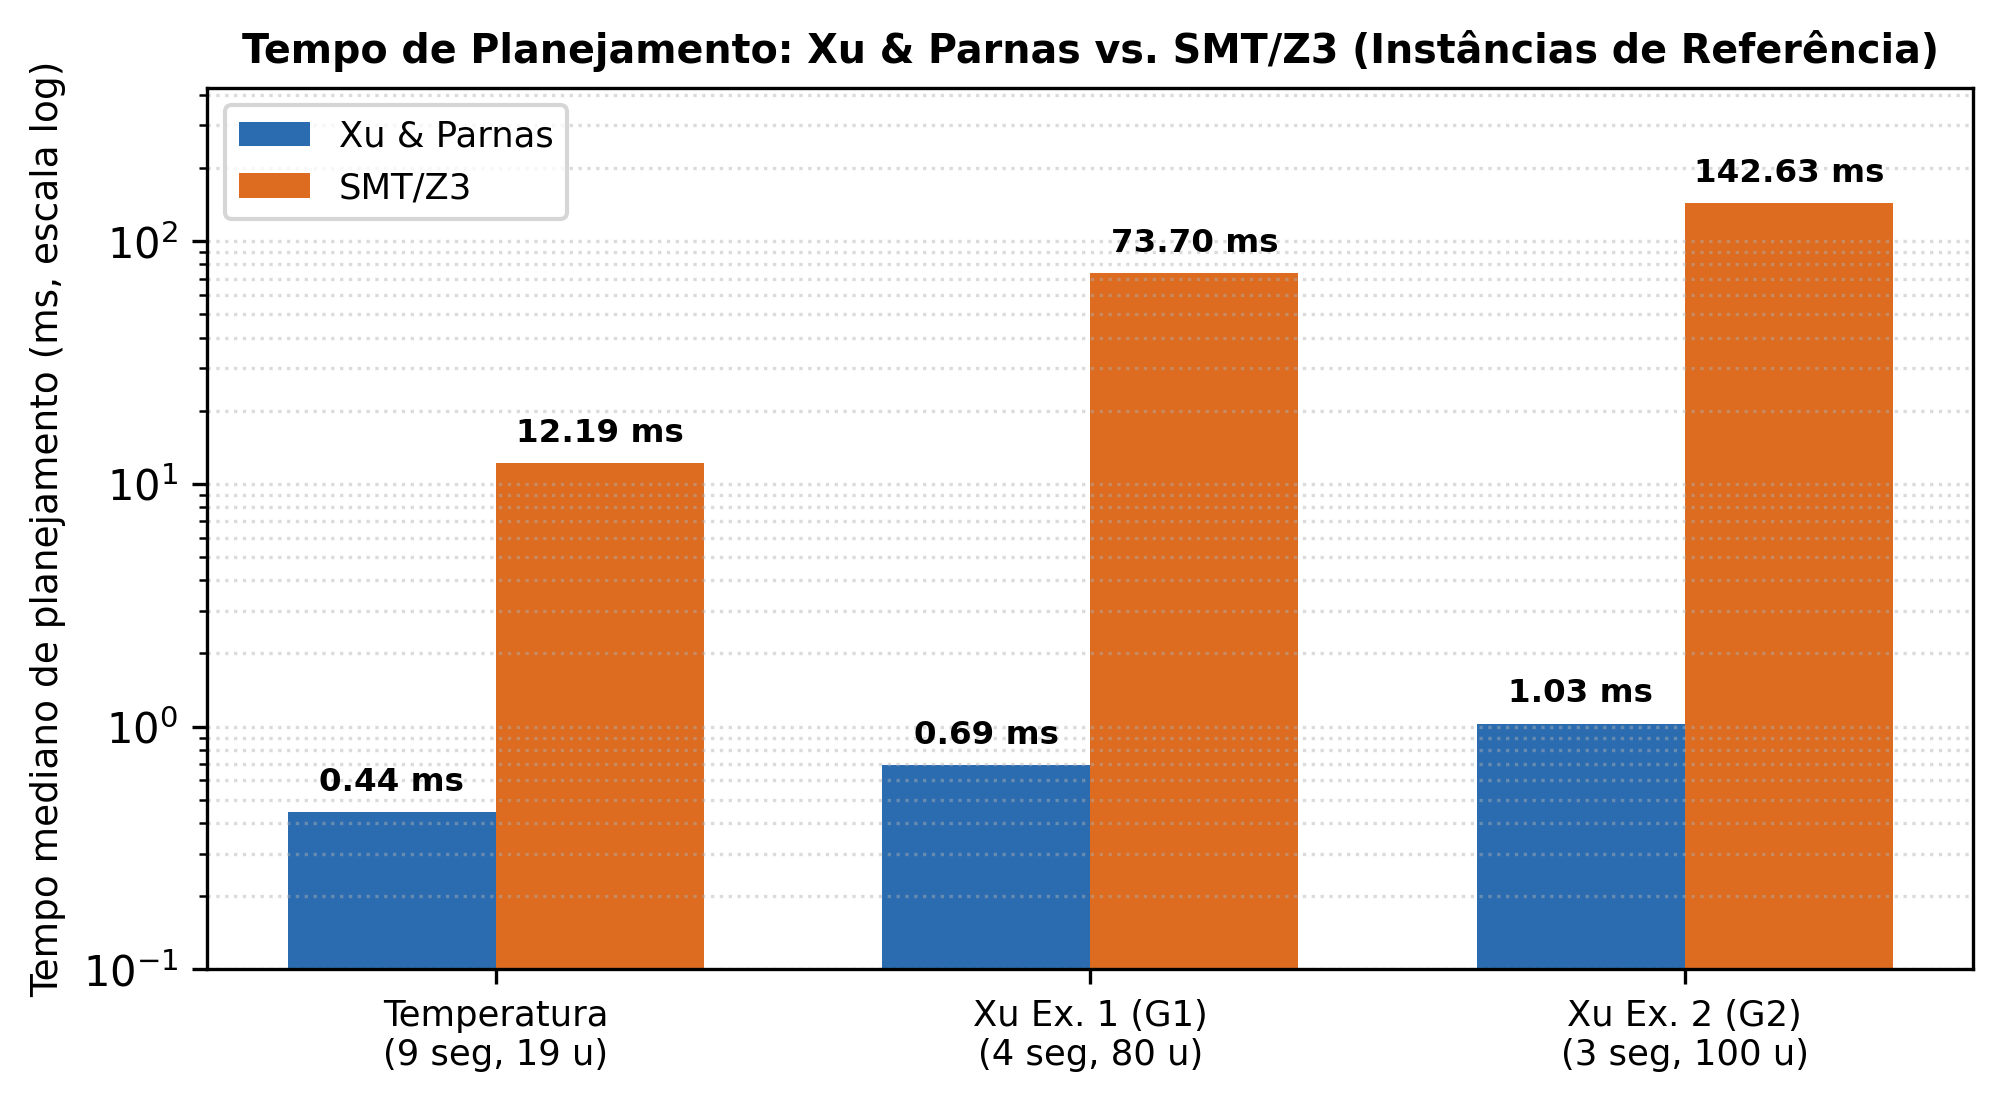 Tempo de Planejamento: Xu & Parnas vs. SMT/Z3 (Instâncias de Referência)
Tempo mediano de planejamento (ms, escala log)
Xu & Parnas
SMT/Z3
10²
10¹
10⁰
10⁻¹
0.44 ms
12.19 ms
0.69 ms
73.70 ms
1.03 ms
142.63 ms
Temperatura
(9 seg, 19 u)
Xu Ex. 1 (G1)
(4 seg, 80 u)
Xu Ex. 2 (G2)
(3 seg, 100 u)